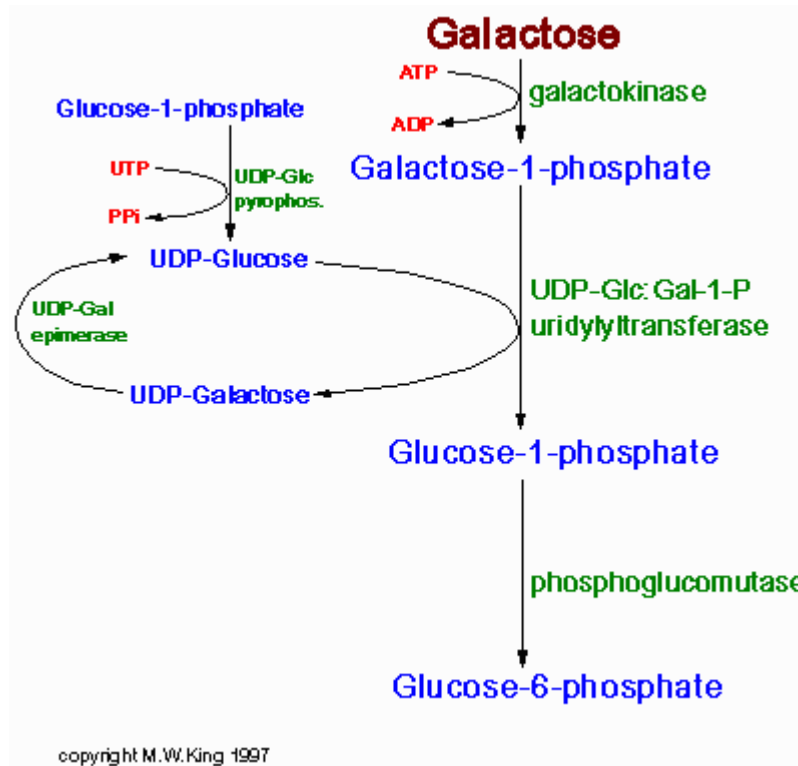 Galactose
ATP
galactokinase
ADP
Glucose-1-phosphate
Galactose-1-phosphate
UTP
UDP-Glc
pyrophos.
PPi
UDP-Glucose
UDP-Glc:Gal-1-P
uridylyltransferase
UDP-Gal
epimerase
UDP-Galactose
Glucose-1-phosphate
phosphoglucomutase
Glucose-6-phosphate
copyright M.W.King 1997